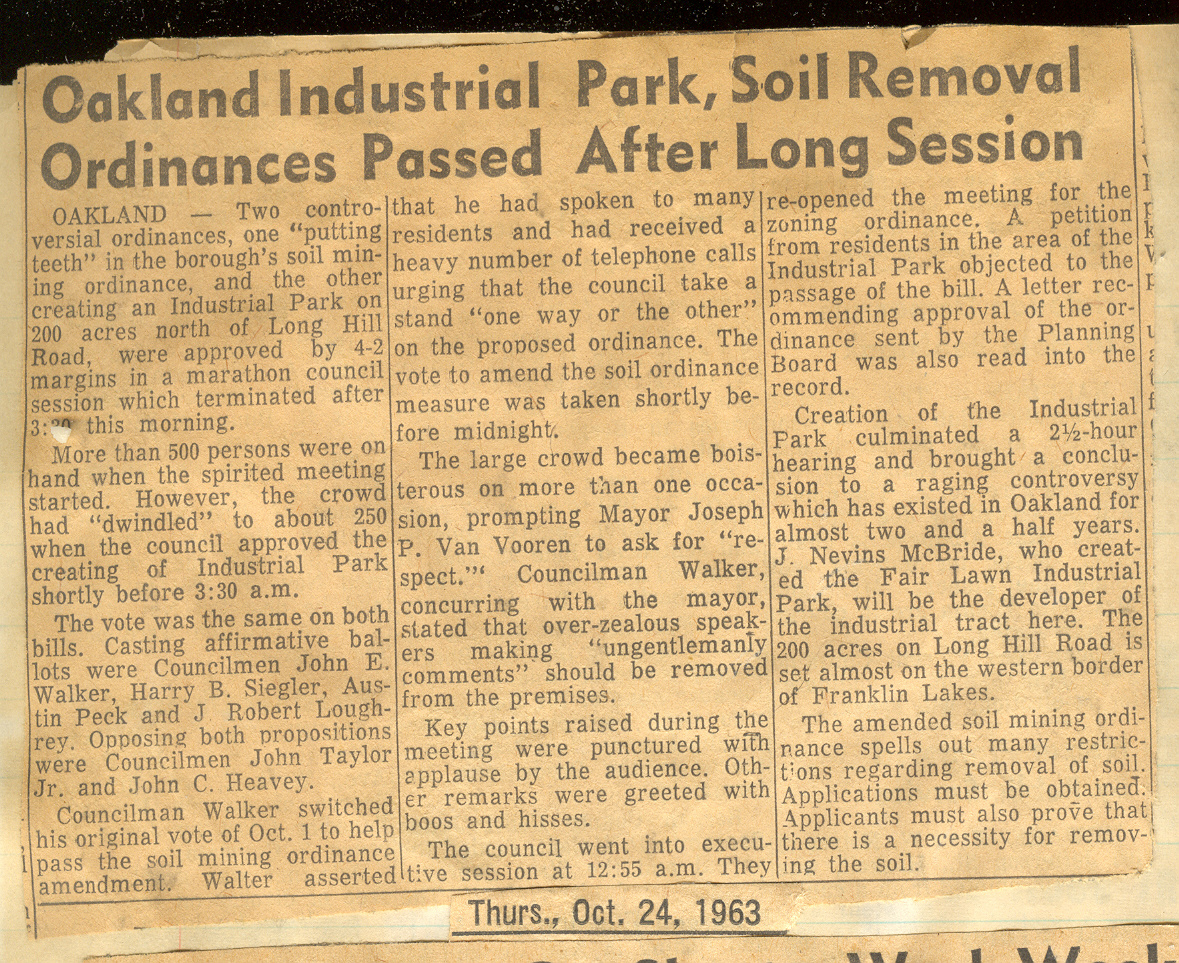 Oakland Industrial Park, Soil Removal
Ordinances Passed After Long Session
OAKLAND — Two contro-
versial ordinances, one “putting
teeth” in the borough's soil min-
ing ordinance, and the other
creating an Industrial Park on
200 acres north of Long Hill
Road, were approved by 4-2
margins in a marathon council
session which terminated after
this morning.
More than 500 persons were on
hand when the spirited meeting
started. However, the crowd
had “dwindled” to about 250
when the council approved the
creating of Industrial Park
shortly before 3:30 a.m.
The vote was the same on both
bills. Casting affirmative bal-
lots were Councilmen John E.
Walker, Harry B. Siegler, Aus-
tin Peck and J. Robert Lough-
rey. Opposing both propositions
were Councilmen John Taylor
Jr. and John C. Heavey.
Councilman Walker switched
his original vote of Oct. 1 to help
pass the soil mining ordinance
amendment. Walter asserted
that he had spoken to many
residents and had received a
heavy number of telephone calls
urging that the council take a
stand “one way or the other”
on the proposed ordinance. The
vote to amend the soil ordinance
measure was taken shortly be-
fore midnight.
The large crowd became bois-
terous on more than one occa-
sion, prompting Mayor Joseph
P. Van Vooren to ask for “re-
spect.”‘ Councilman Walker,
concurring with the mayor,
stated that over-zealous speak-
ers making “ungentlemanly
comments” should be removed
from the premises.
Key points raised during the
meeting were punctured with
applause by the audience. Oth-
er remarks were greeted with
boos and hisses.
The council went into execu-
tive session at 12:55 a.m. They
re-opened the meeting for the
zoning ordinance. A petition
from residents in the area of the
Industrial Park objected to the
passage of the bill. A letter rec-
ommending approval of the or-
dinance sent by the Planning
Board was also read into the
record.
Creation of the Industrial
Park culminated a 2½-hour
hearing and brought a conclu-
sion to a raging controversy
which has existed in Oakland for
almost two and a half years.
J. Nevins McBride, who creat-
ed the Fair Lawn Industrial
Park, will be the developer of
the industrial tract here. The
200 acres on Long Hill Road is
set almost on the western border
of Franklin Lakes.
The amended soil mining ordi-
nance spells out many restric-
tions regarding removal of soil.
Applications must be obtained.
Applicants must also prove that
there is a necessity for remov-
ing the soil.
Thurs., Oct. 24, 1963